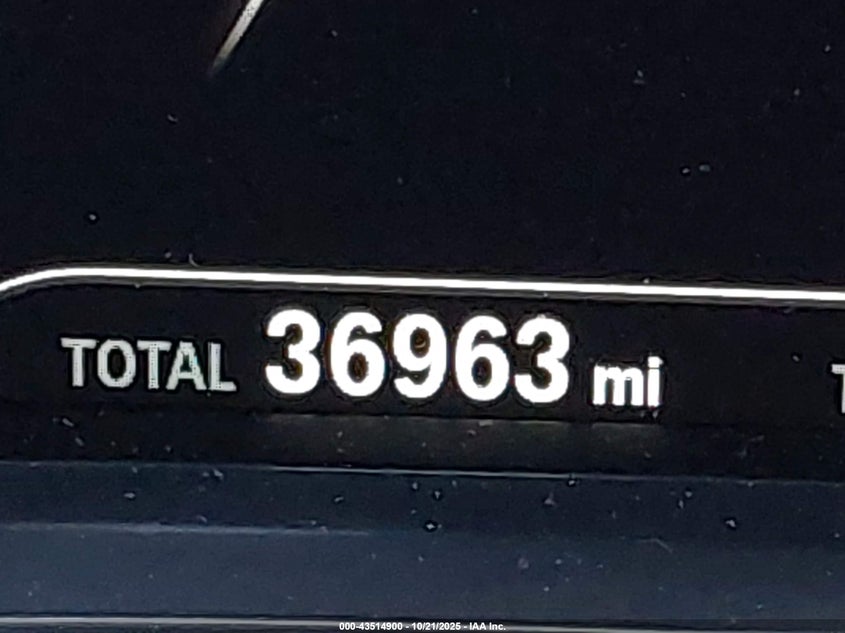 TOTAL 36963 mi
000-43514900 - 10/21/2025 - IAA Inc.